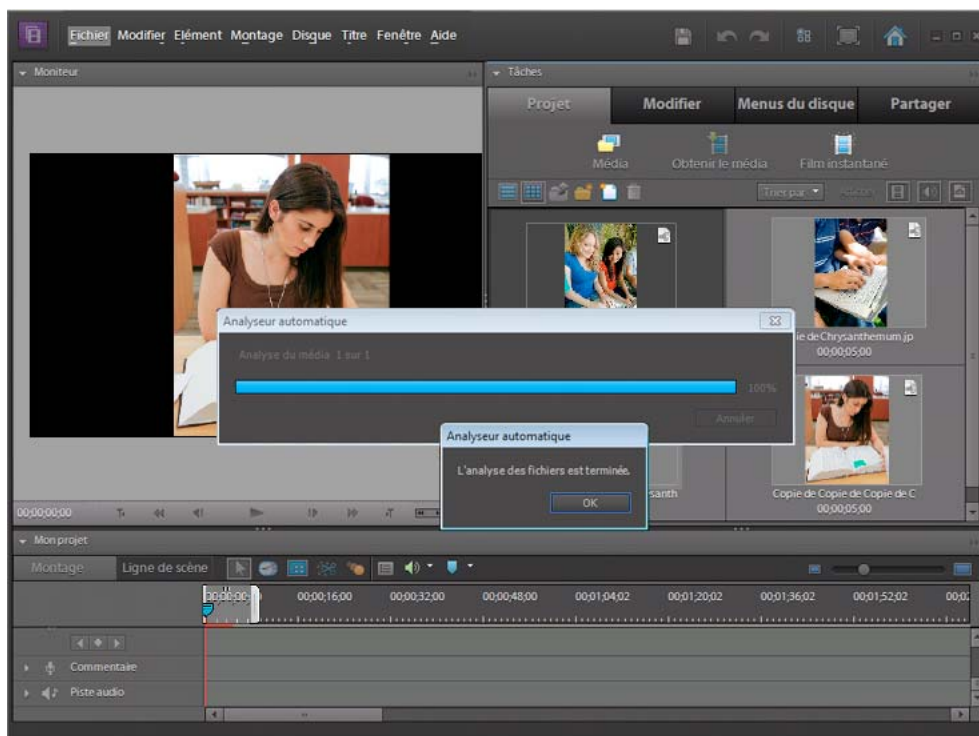 Fichier Modifier Elément Montage Disque Titre Fenêtre Aide
Moniteur
Tâches
Projet Modifier Menus du disque Partager
Média Obtenir le média Film instantané
Trier par
Analyseur automatique
ie de Chrysanthemum.jp
00;00;05;00
Analyse du média 1 sur 1
100%
Annuler
Analyseur automatique
L'analyse des fichiers est terminée.
OK
santh
Copie de Copie de Copie de C
00;00;05;00
00;00;00;00
Mon projet
Montage Ligne de scène
00;00;16;00 00;00;32;00 00;00;48;00 00;01;04;02 00;01;20;02 00;01;36;02 00;01;52;02 00;02
Commentaire
Piste audio